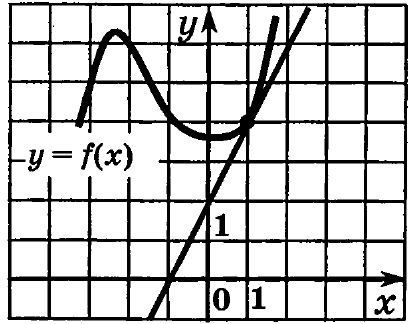 y
y = f(x)
1
0 1 x